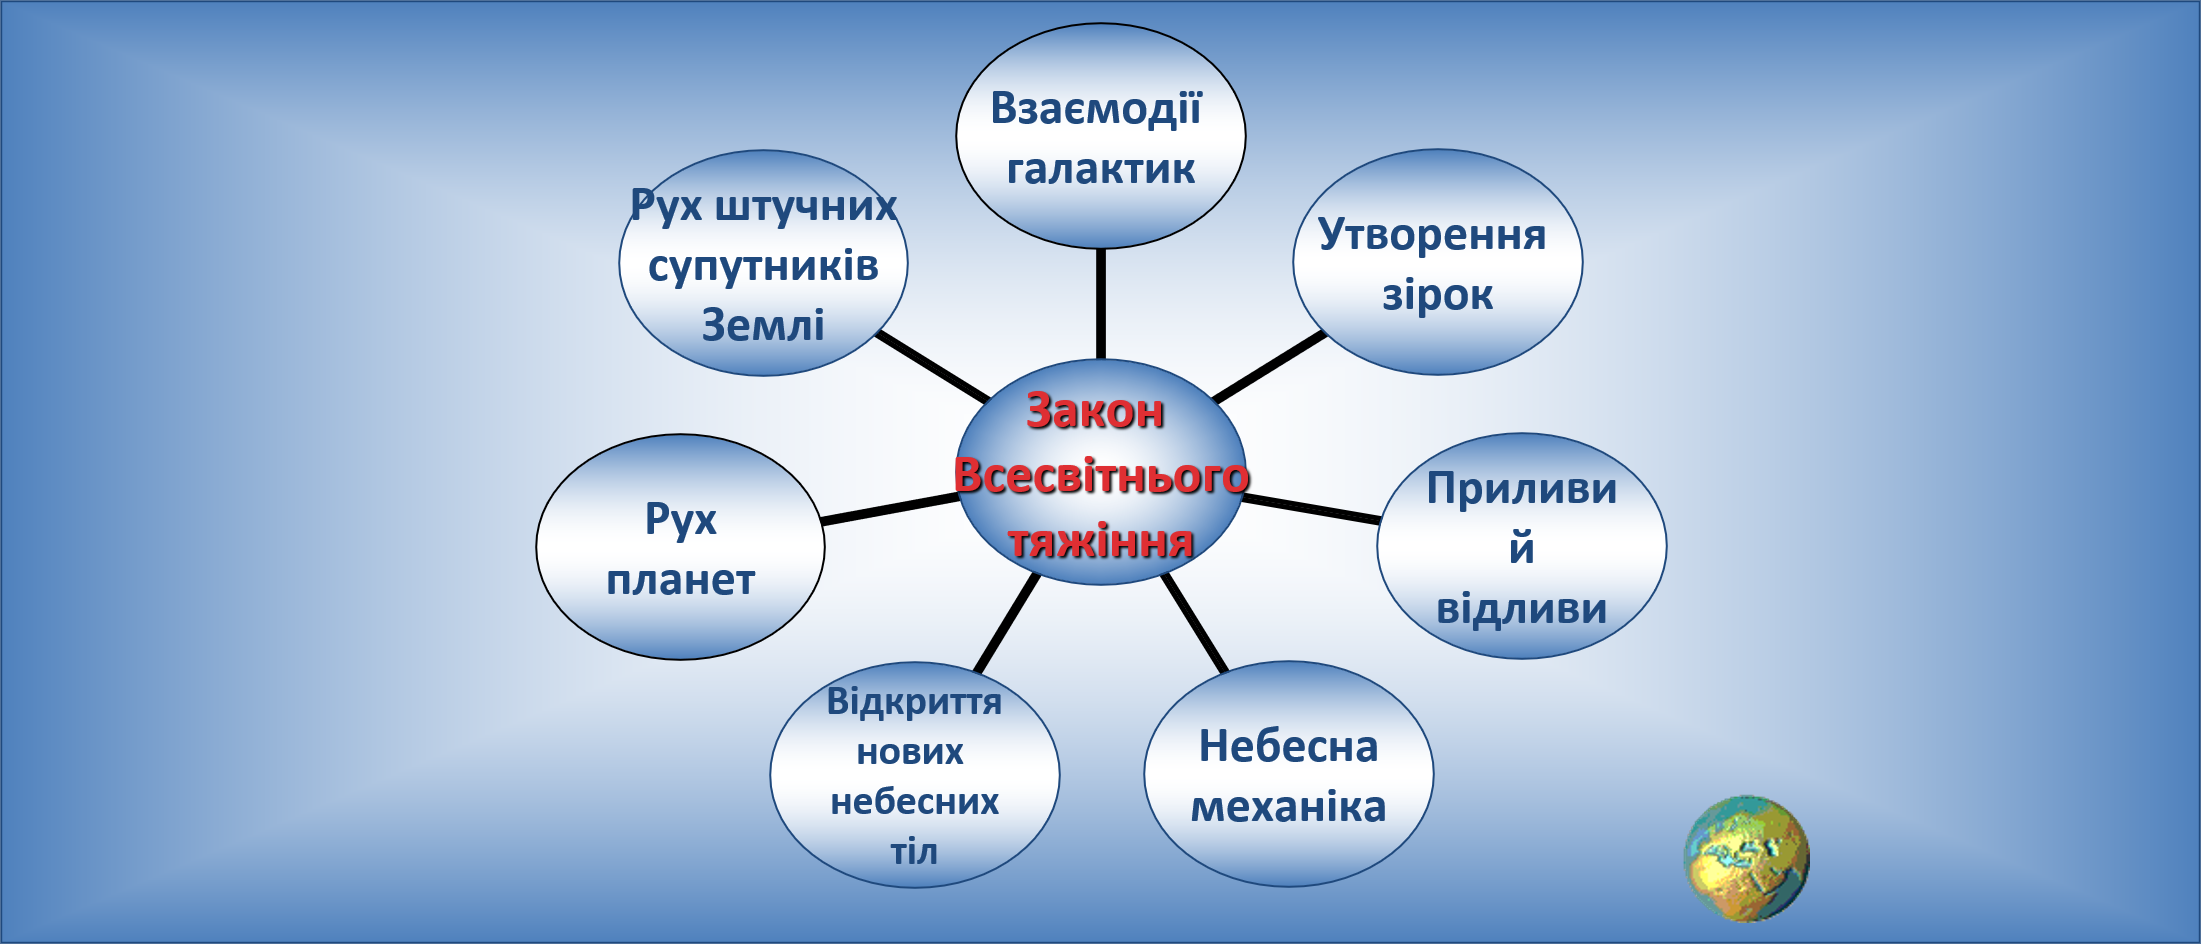 Взаємодії
галактик
Рух штучних
супутників
Землі
Утворення
зірок
Закон
Всесвітнього
тяжіння
Рух
планет
Приливи
й
відливи
Відкриття
нових
небесних
тіл
Небесна
механіка